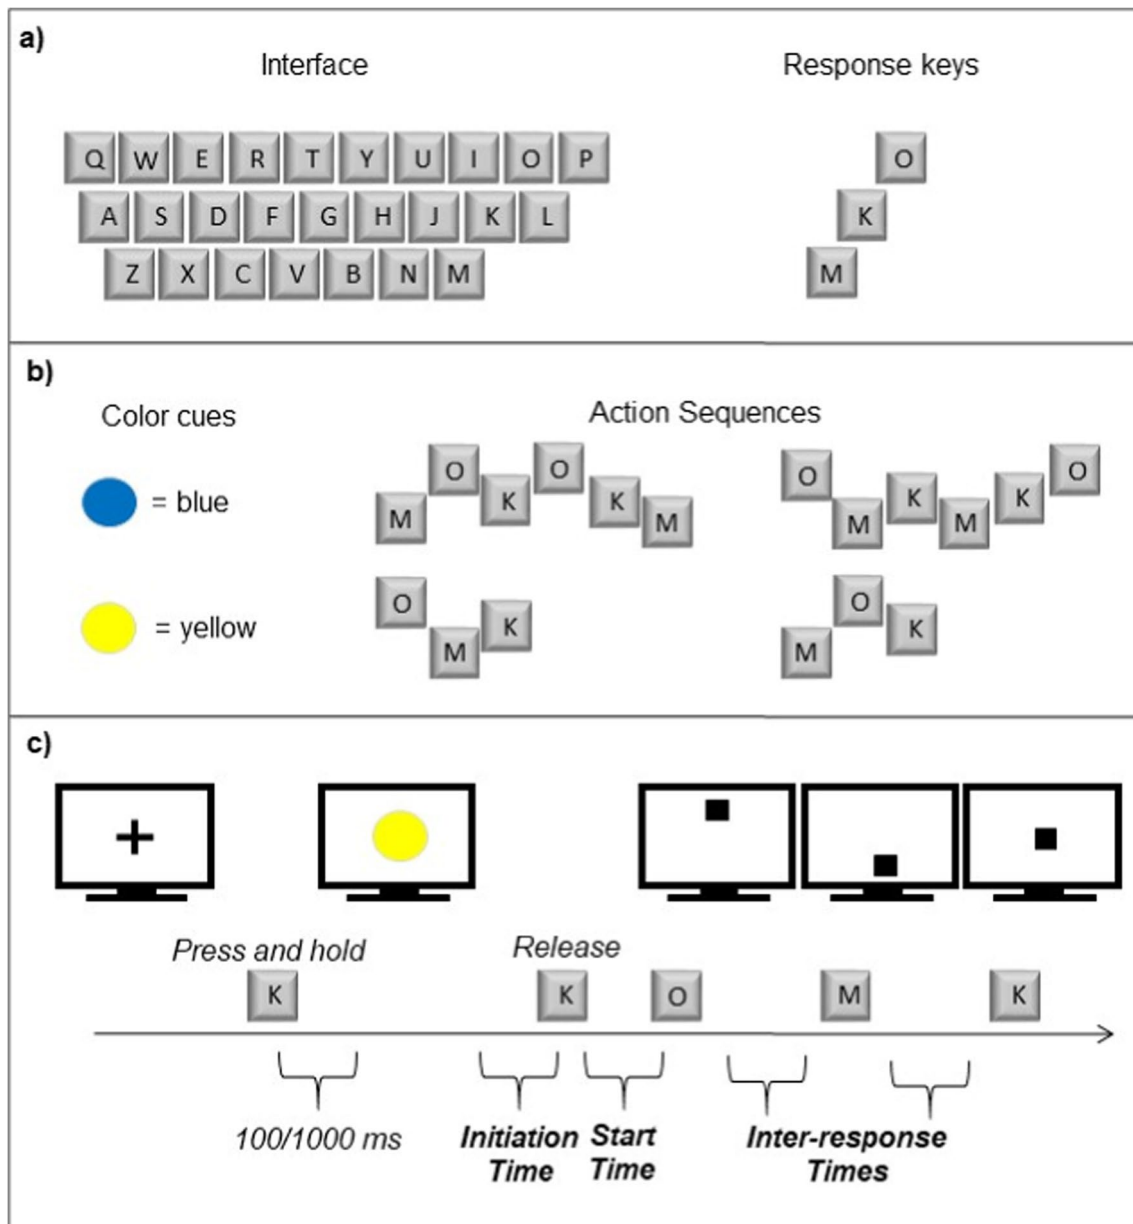 a)
Interface
Response keys
Q W E R T Y U I O P
A S D F G H J K L
Z X C V B N M
O
K
M
b)
Color cues
Action Sequences
= blue
M O K O K M
O M K M K O
= yellow
O M K
M O K
c)
Press and hold
Release
K K O M K
100/1000 ms
Initiation Time
Start Time
Inter-response Times